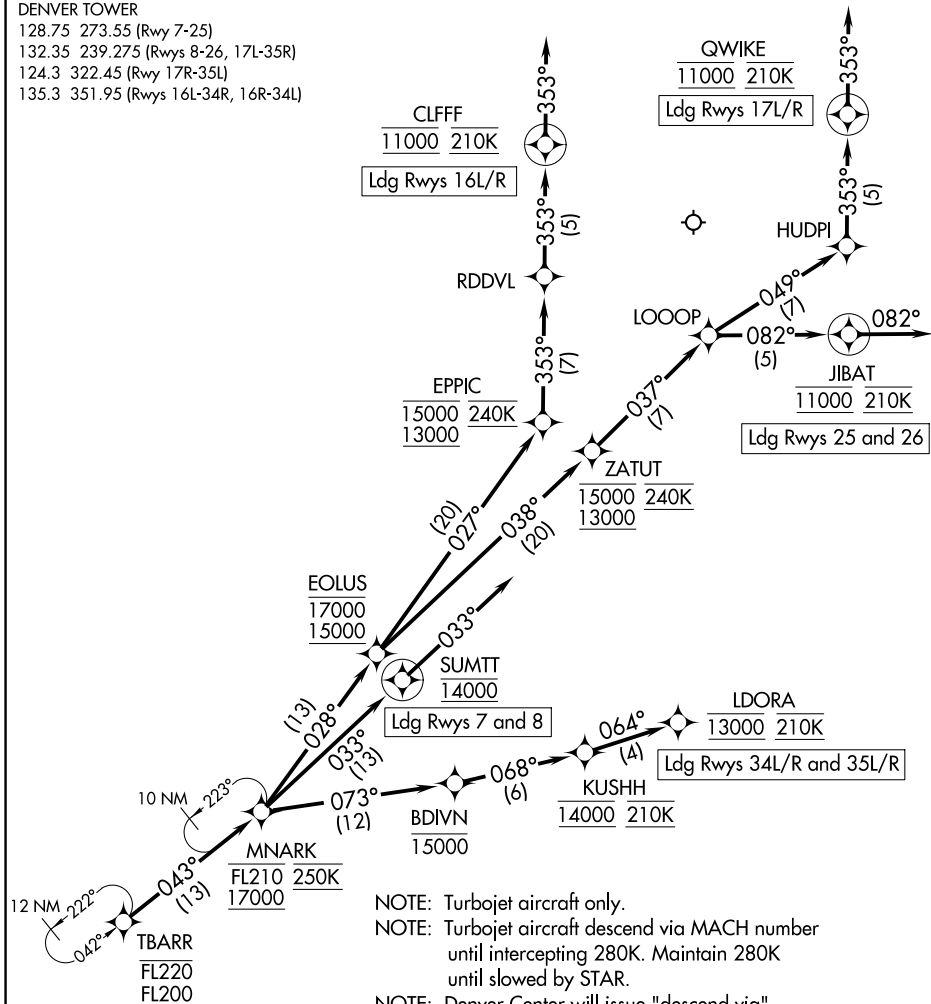 DENVER TOWER
128.75 273.55 (Rwy 7-25)
132.35 239.275 (Rwys 8-26, 17L-35R)
124.3 322.45 (Rwy 17R-35L)
135.3 351.95 (Rwys 16L-34R, 16R-34L)
353°
QWIKE
11000 210K
Ldg Rwys 17L/R
353°
CLFFF
11000 210K
Ldg Rwys 16L/R
353°
(5)
353°
(5)
HUDPI
RDDVL
049°
(7)
LOOOP
082°
(5)
082°
JIBAT
11000 210K
Ldg Rwys 25 and 26
353°
(7)
EPPIC
15000 240K
13000
037°
(7)
ZATUT
15000 240K
13000
(20)
027°
038°
(20)
EOLUS
17000
15000
033°
SUMTT
14000
Ldg Rwys 7 and 8
(13)
028°
033°
(13)
LDORA
13000 210K
Ldg Rwys 34L/R and 35L/R
064°
(4)
068°
(6)
KUSHH
14000 210K
073°
(12)
BDIVN
15000
10 NM
223°
MNARK
FL210 250K
17000
043°
(13)
12 NM
222°
042°
TBARR
FL220
FL200
NOTE: Turbojet aircraft only.
NOTE: Turbojet aircraft descend via MACH number
until intercepting 280K. Maintain 280K
until slowed by STAR.
NOTE: Denver Center will issue "descend via"